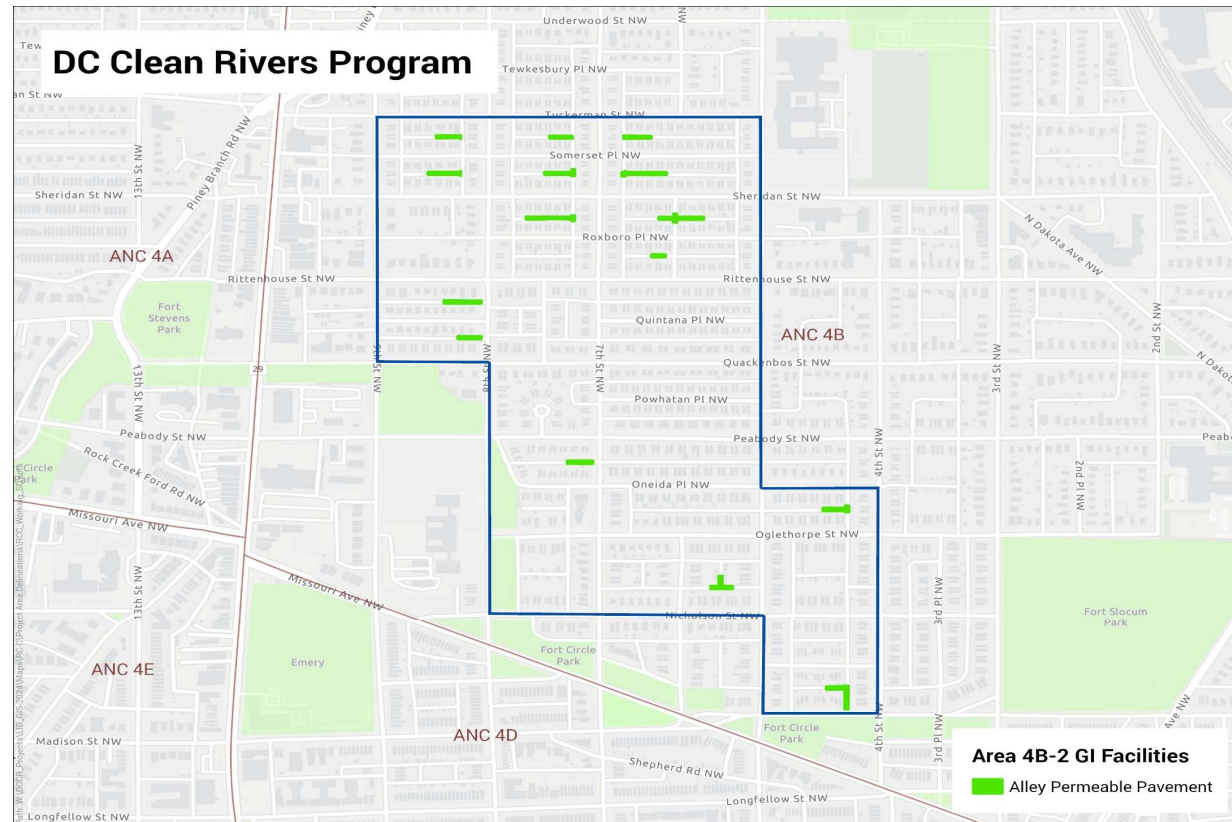 Underwood St NW
DC Clean Rivers Program
Tewkesbury Pl NW
Tuckerman St NW
Somerset Pl NW
13th St NW
Piney Branch Rd NW
Sheridan St NW
Sheridan St NW
N Dakota Ave NW
Roxboro Pl NW
ANC 4A
Rittenhouse St NW
Rittenhouse St NW
Fort
Stevens
Park
Quintana Pl NW
ANC 4B
2nd St NW
9th St NW
8th St NW
7th St NW
Quackenbos St NW
3rd St NW
29
13th St NW
Powhatan Pl NW
Peabody St NW
Peabody St NW
4th St NW
Rock Creek Ford Rd NW
Oneida Pl NW
2nd Pl NW
Missouri Ave NW
Oglethorpe St NW
13th St NW
Missouri Ave NW
3rd Pl NW
Nicholson St NW
Fort Slocum
Park
Fort Circle
Park
Emery
ANC 4E
4th St NW
3rd Pl NW
Fort Circle
Park
ANC 4D
Madison St NW
Shepherd Rd NW
Longfellow St NW
Longfellow St NW
Area 4B-2 GI Facilities
Alley Permeable Pavement